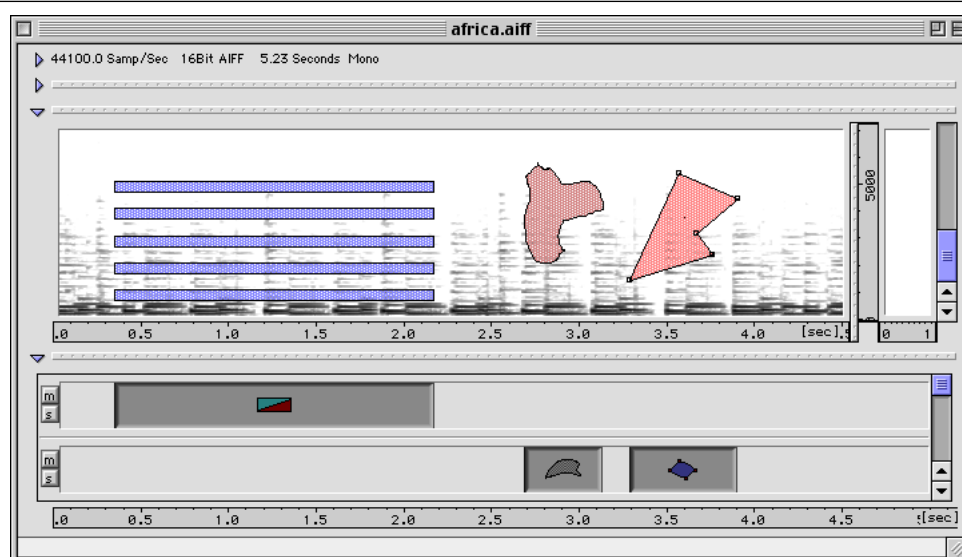 africa.aiff
44100.0 Samp/Sec 16Bit AIFF 5.23 Seconds Mono
5000
0
.0 0.5 1.0 1.5 2.0 2.5 3.0 3.5 4.0 [sec] .5 0 1
m
s
m
s
.0 0.5 1.0 1.5 2.0 2.5 3.0 3.5 4.0 4.5 [sec]